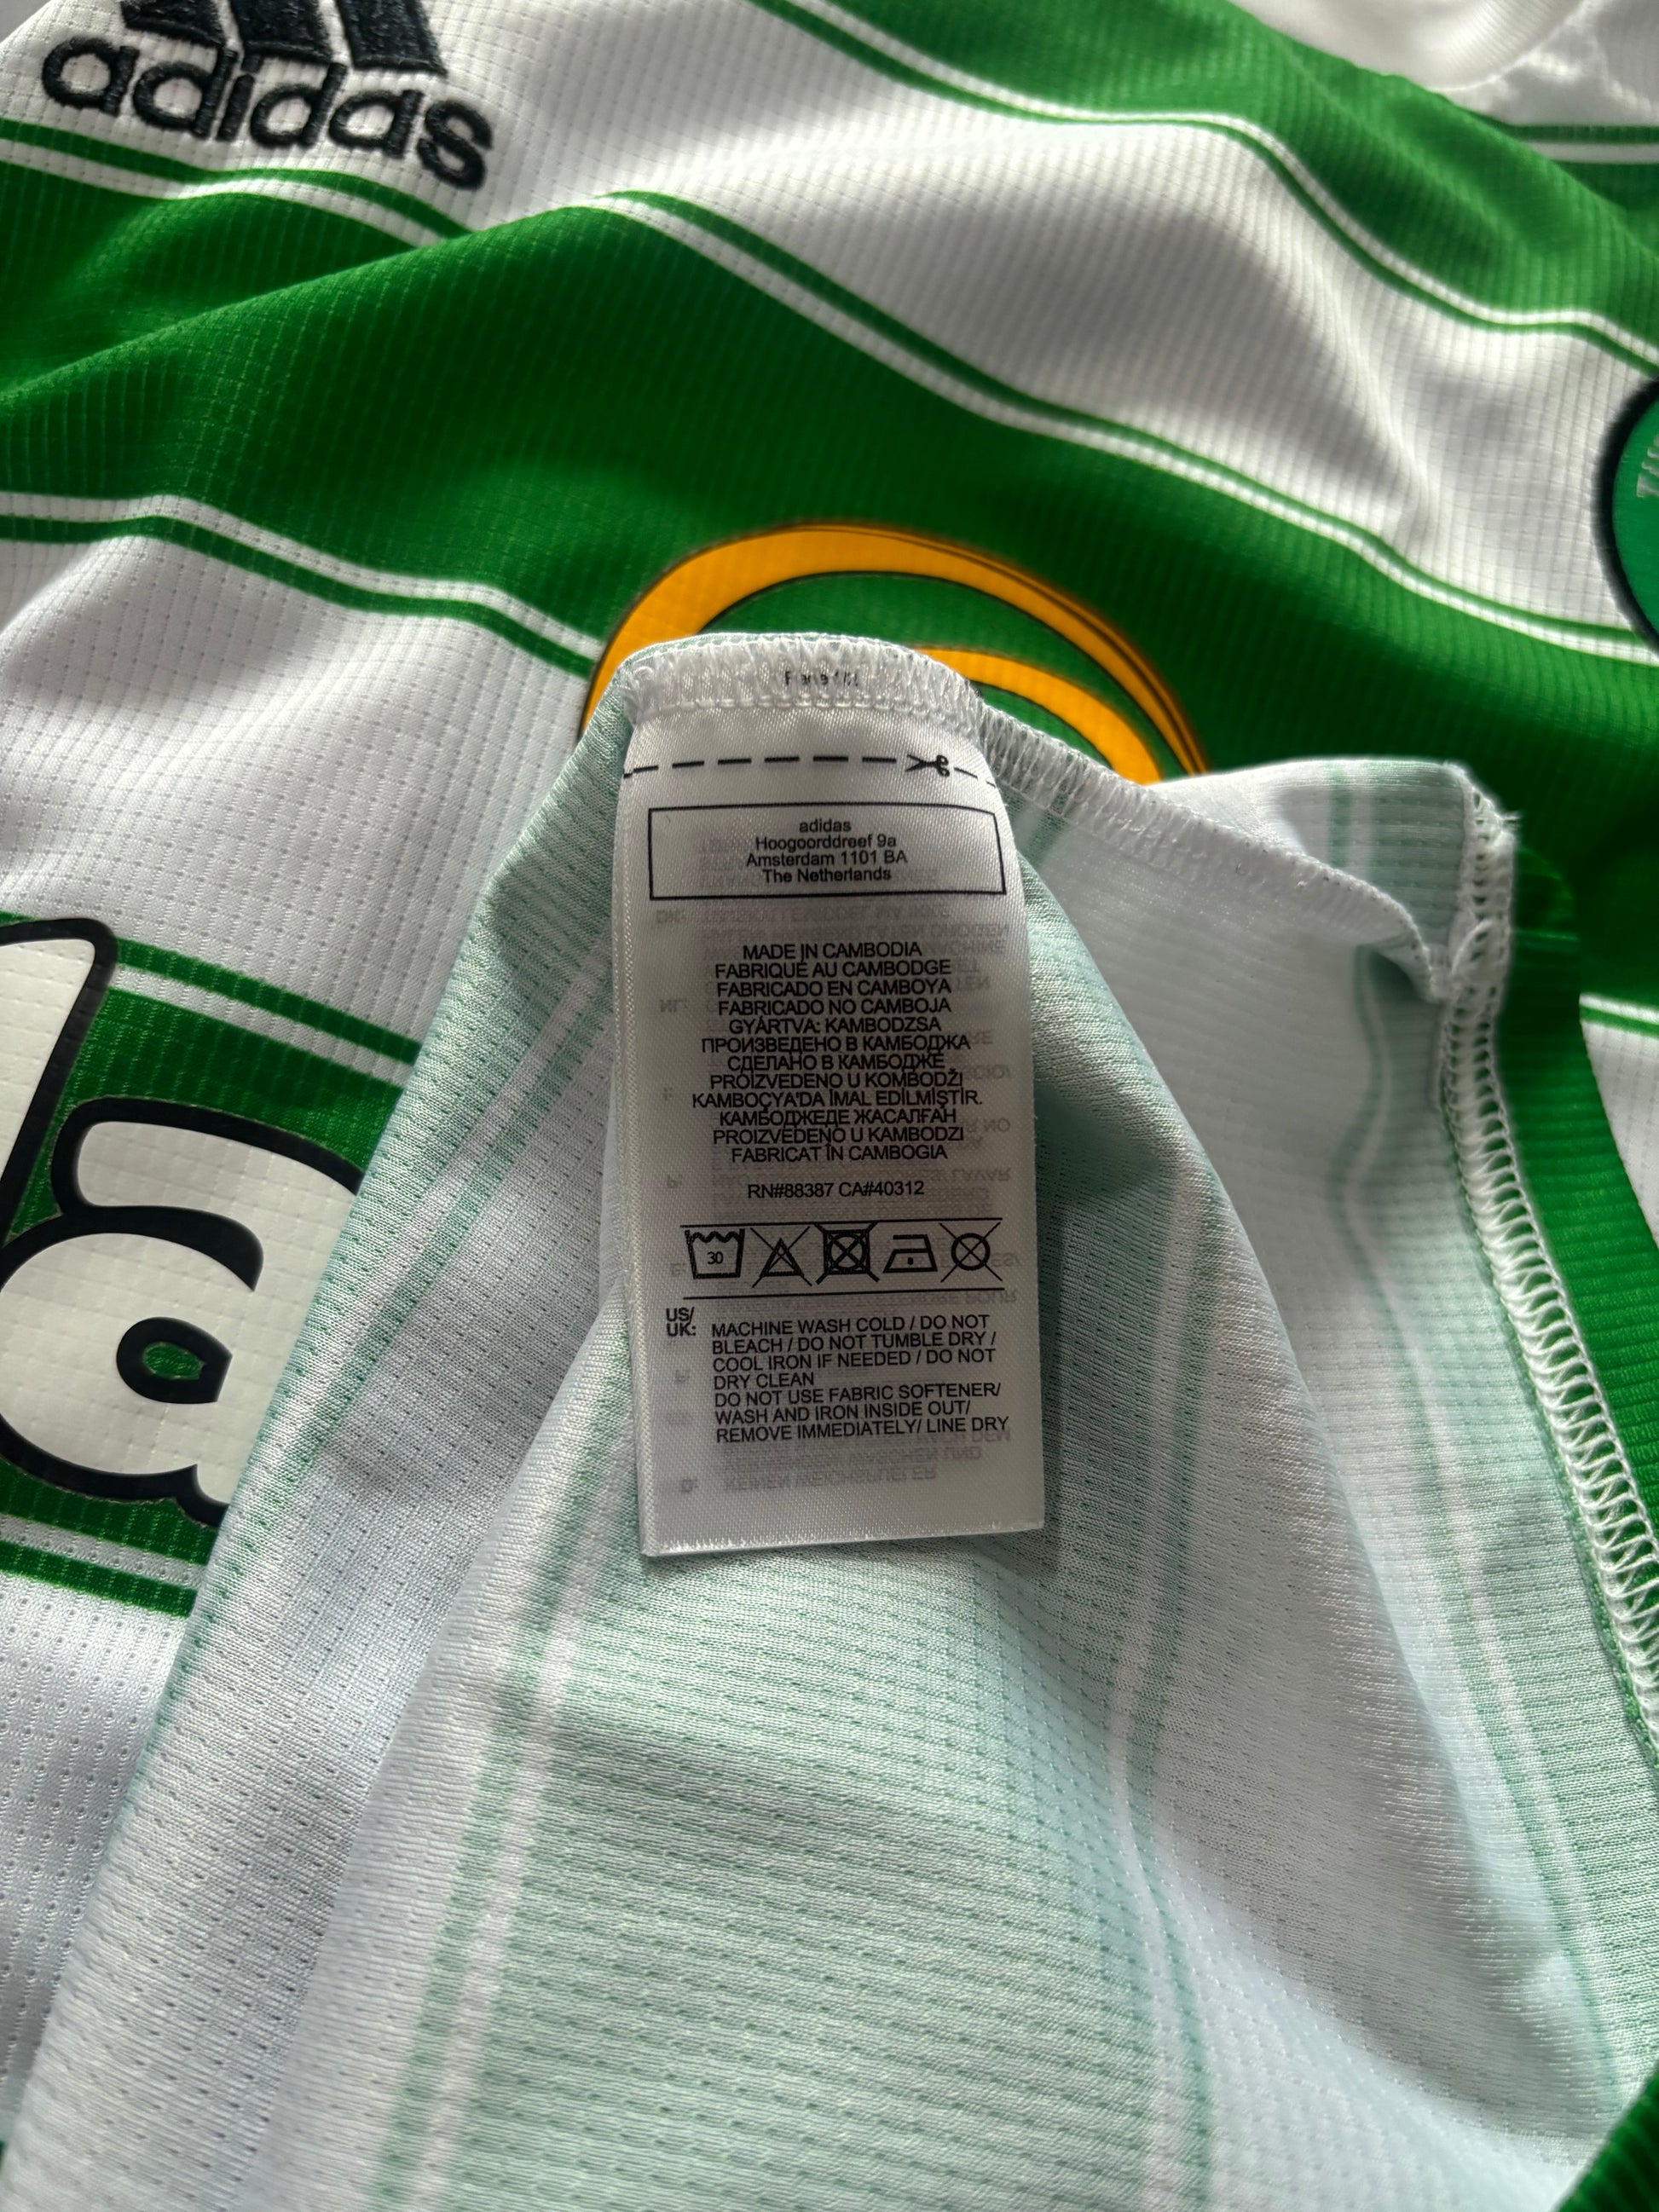 adidas
adidas
Hoogoorddreef 9a
Amsterdam 1101 BA
The Netherlands
MADE IN CAMBODIA
FABRIQUÉ AU CAMBODGE
FABRICADO EN CAMBOYA
FABRICADO NO CAMBOJA
GYÁRTVA: KAMBODZSA
ПРОИЗВЕДЕНО В КАМБОДЖА
СДЕЛАНО В КАМБОДЖЕ
PROIZVEDENO U KOMBODŽI
KAMBOÇYA'DA İMAL EDİLMİŞTİR.
КАМБОДЖЕДЕ ЖАСАЛҒАН
PROIZVEDENO U KAMBODZI
FABRICAT ÎN CAMBOGIA
RN#88387 CA#40312
30
US/
UK: MACHINE WASH COLD / DO NOT
BLEACH / DO NOT TUMBLE DRY /
COOL IRON IF NEEDED / DO NOT
DRY CLEAN
DO NOT USE FABRIC SOFTENER/
WASH AND IRON INSIDE OUT/
REMOVE IMMEDIATELY/ LINE DRY